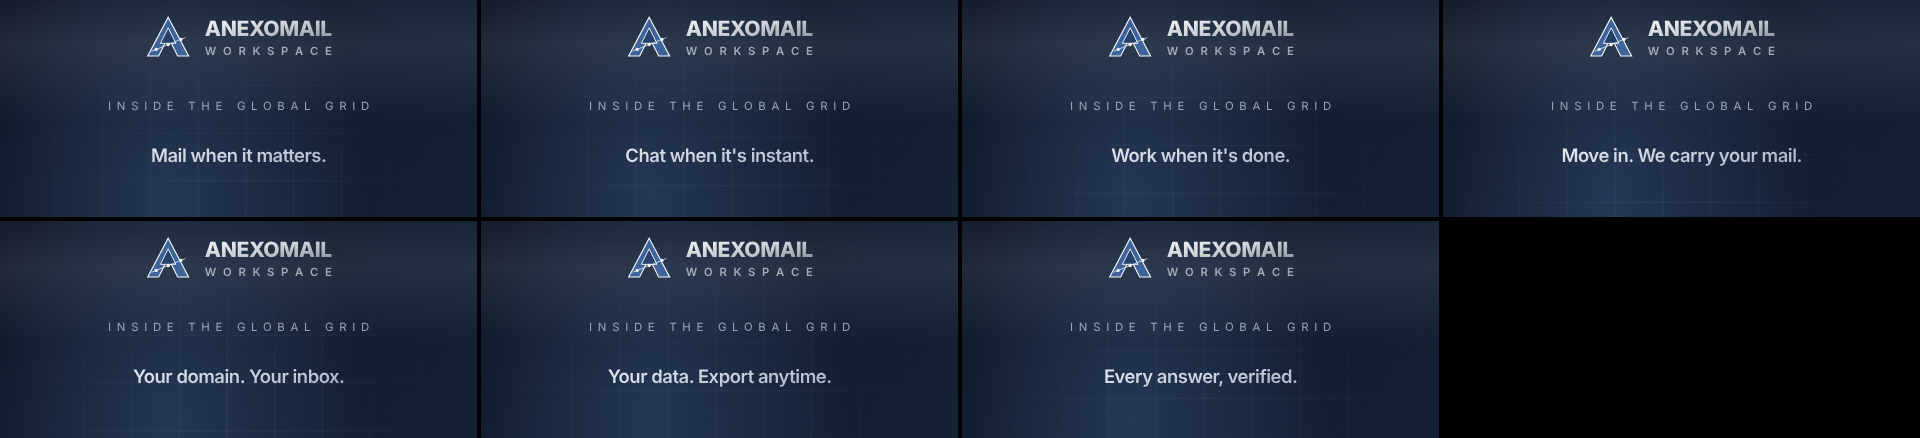 ANEXOMAIL
WORKSPACE
INSIDE THE GLOBAL GRID
Mail when it matters.
ANEXOMAIL
WORKSPACE
INSIDE THE GLOBAL GRID
Chat when it's instant.
ANEXOMAIL
WORKSPACE
INSIDE THE GLOBAL GRID
Work when it's done.
ANEXOMAIL
WORKSPACE
INSIDE THE GLOBAL GRID
Move in. We carry your mail.
ANEXOMAIL
WORKSPACE
INSIDE THE GLOBAL GRID
Your domain. Your inbox.
ANEXOMAIL
WORKSPACE
INSIDE THE GLOBAL GRID
Your data. Export anytime.
ANEXOMAIL
WORKSPACE
INSIDE THE GLOBAL GRID
Every answer, verified.